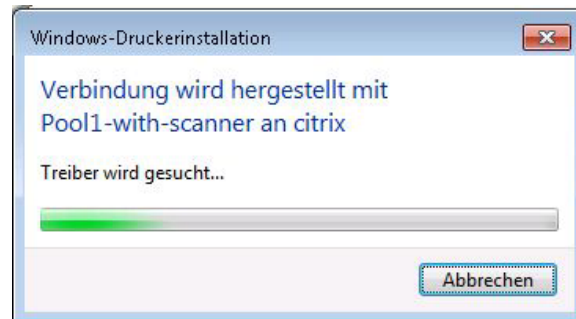 Windows-Druckerinstallation
Verbindung wird hergestellt mit
Pool1-with-scanner an citrix
Treiber wird gesucht...
Abbrechen